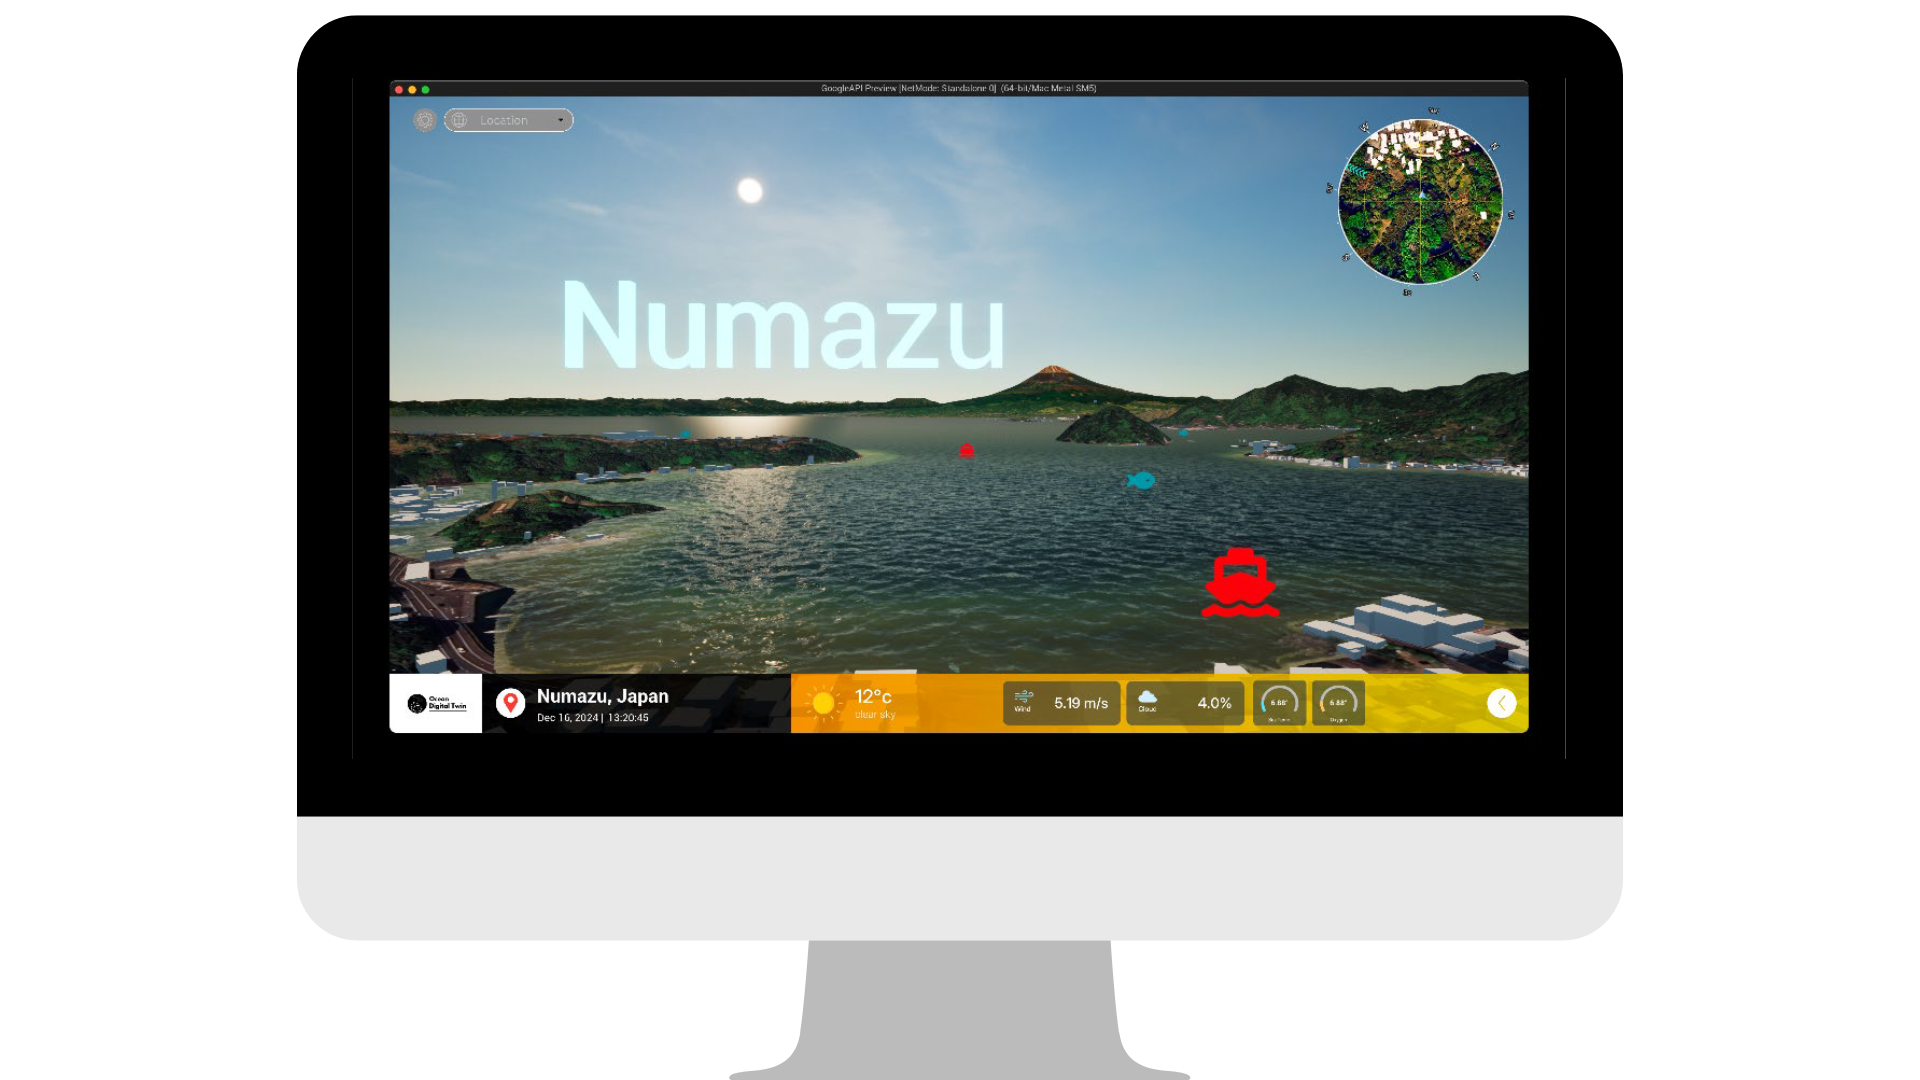 GoogleAPI Preview [NetMode: Standalone 0] (64-bit/Mac Metal SM5)
Location
Numazu
Ocean
Digital Twin
Numazu, Japan
Dec 16, 2024 | 13:20:45
12°c
clear sky
Wind
5.19 m/s
Cloud
4.0%
6.88°
6.88°
Oxygen